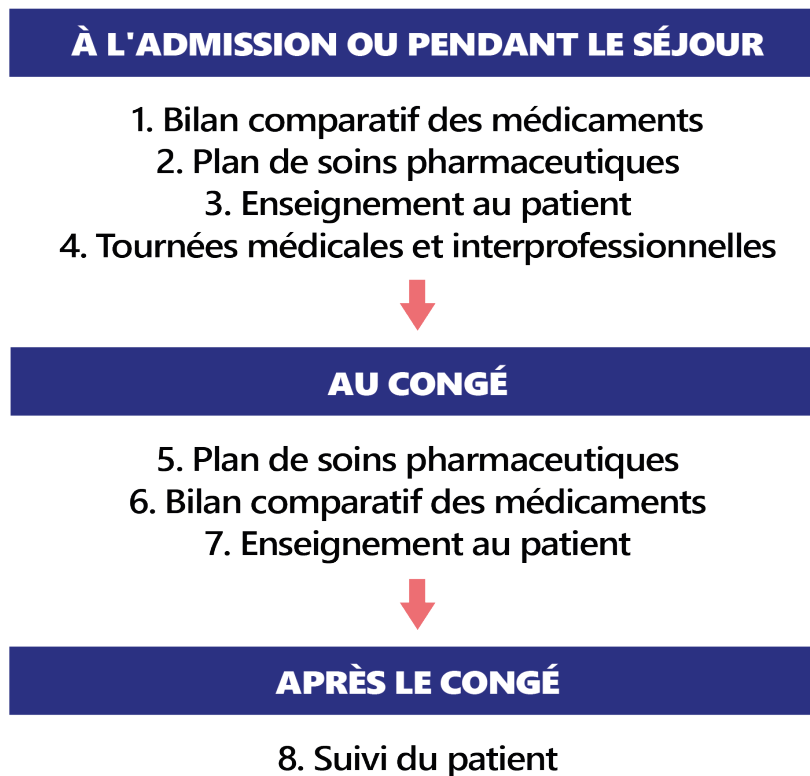 À L'ADMISSION OU PENDANT LE SÉJOUR
1. Bilan comparatif des médicaments
2. Plan de soins pharmaceutiques
3. Enseignement au patient
4. Tournées médicales et interprofessionnelles
AU CONGÉ
5. Plan de soins pharmaceutiques
6. Bilan comparatif des médicaments
7. Enseignement au patient
APRÈS LE CONGÉ
8. Suivi du patient